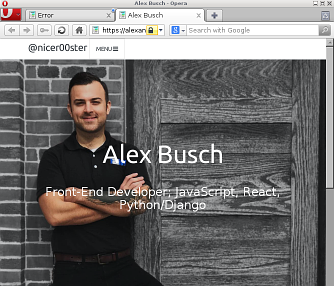 Alex Busch - Opera
Error
Alex Busch
https://alexan
Search with Google
@nicer00ster
MENU
Alex Busch
Front-End Developer; JavaScript, React,
Python/Django